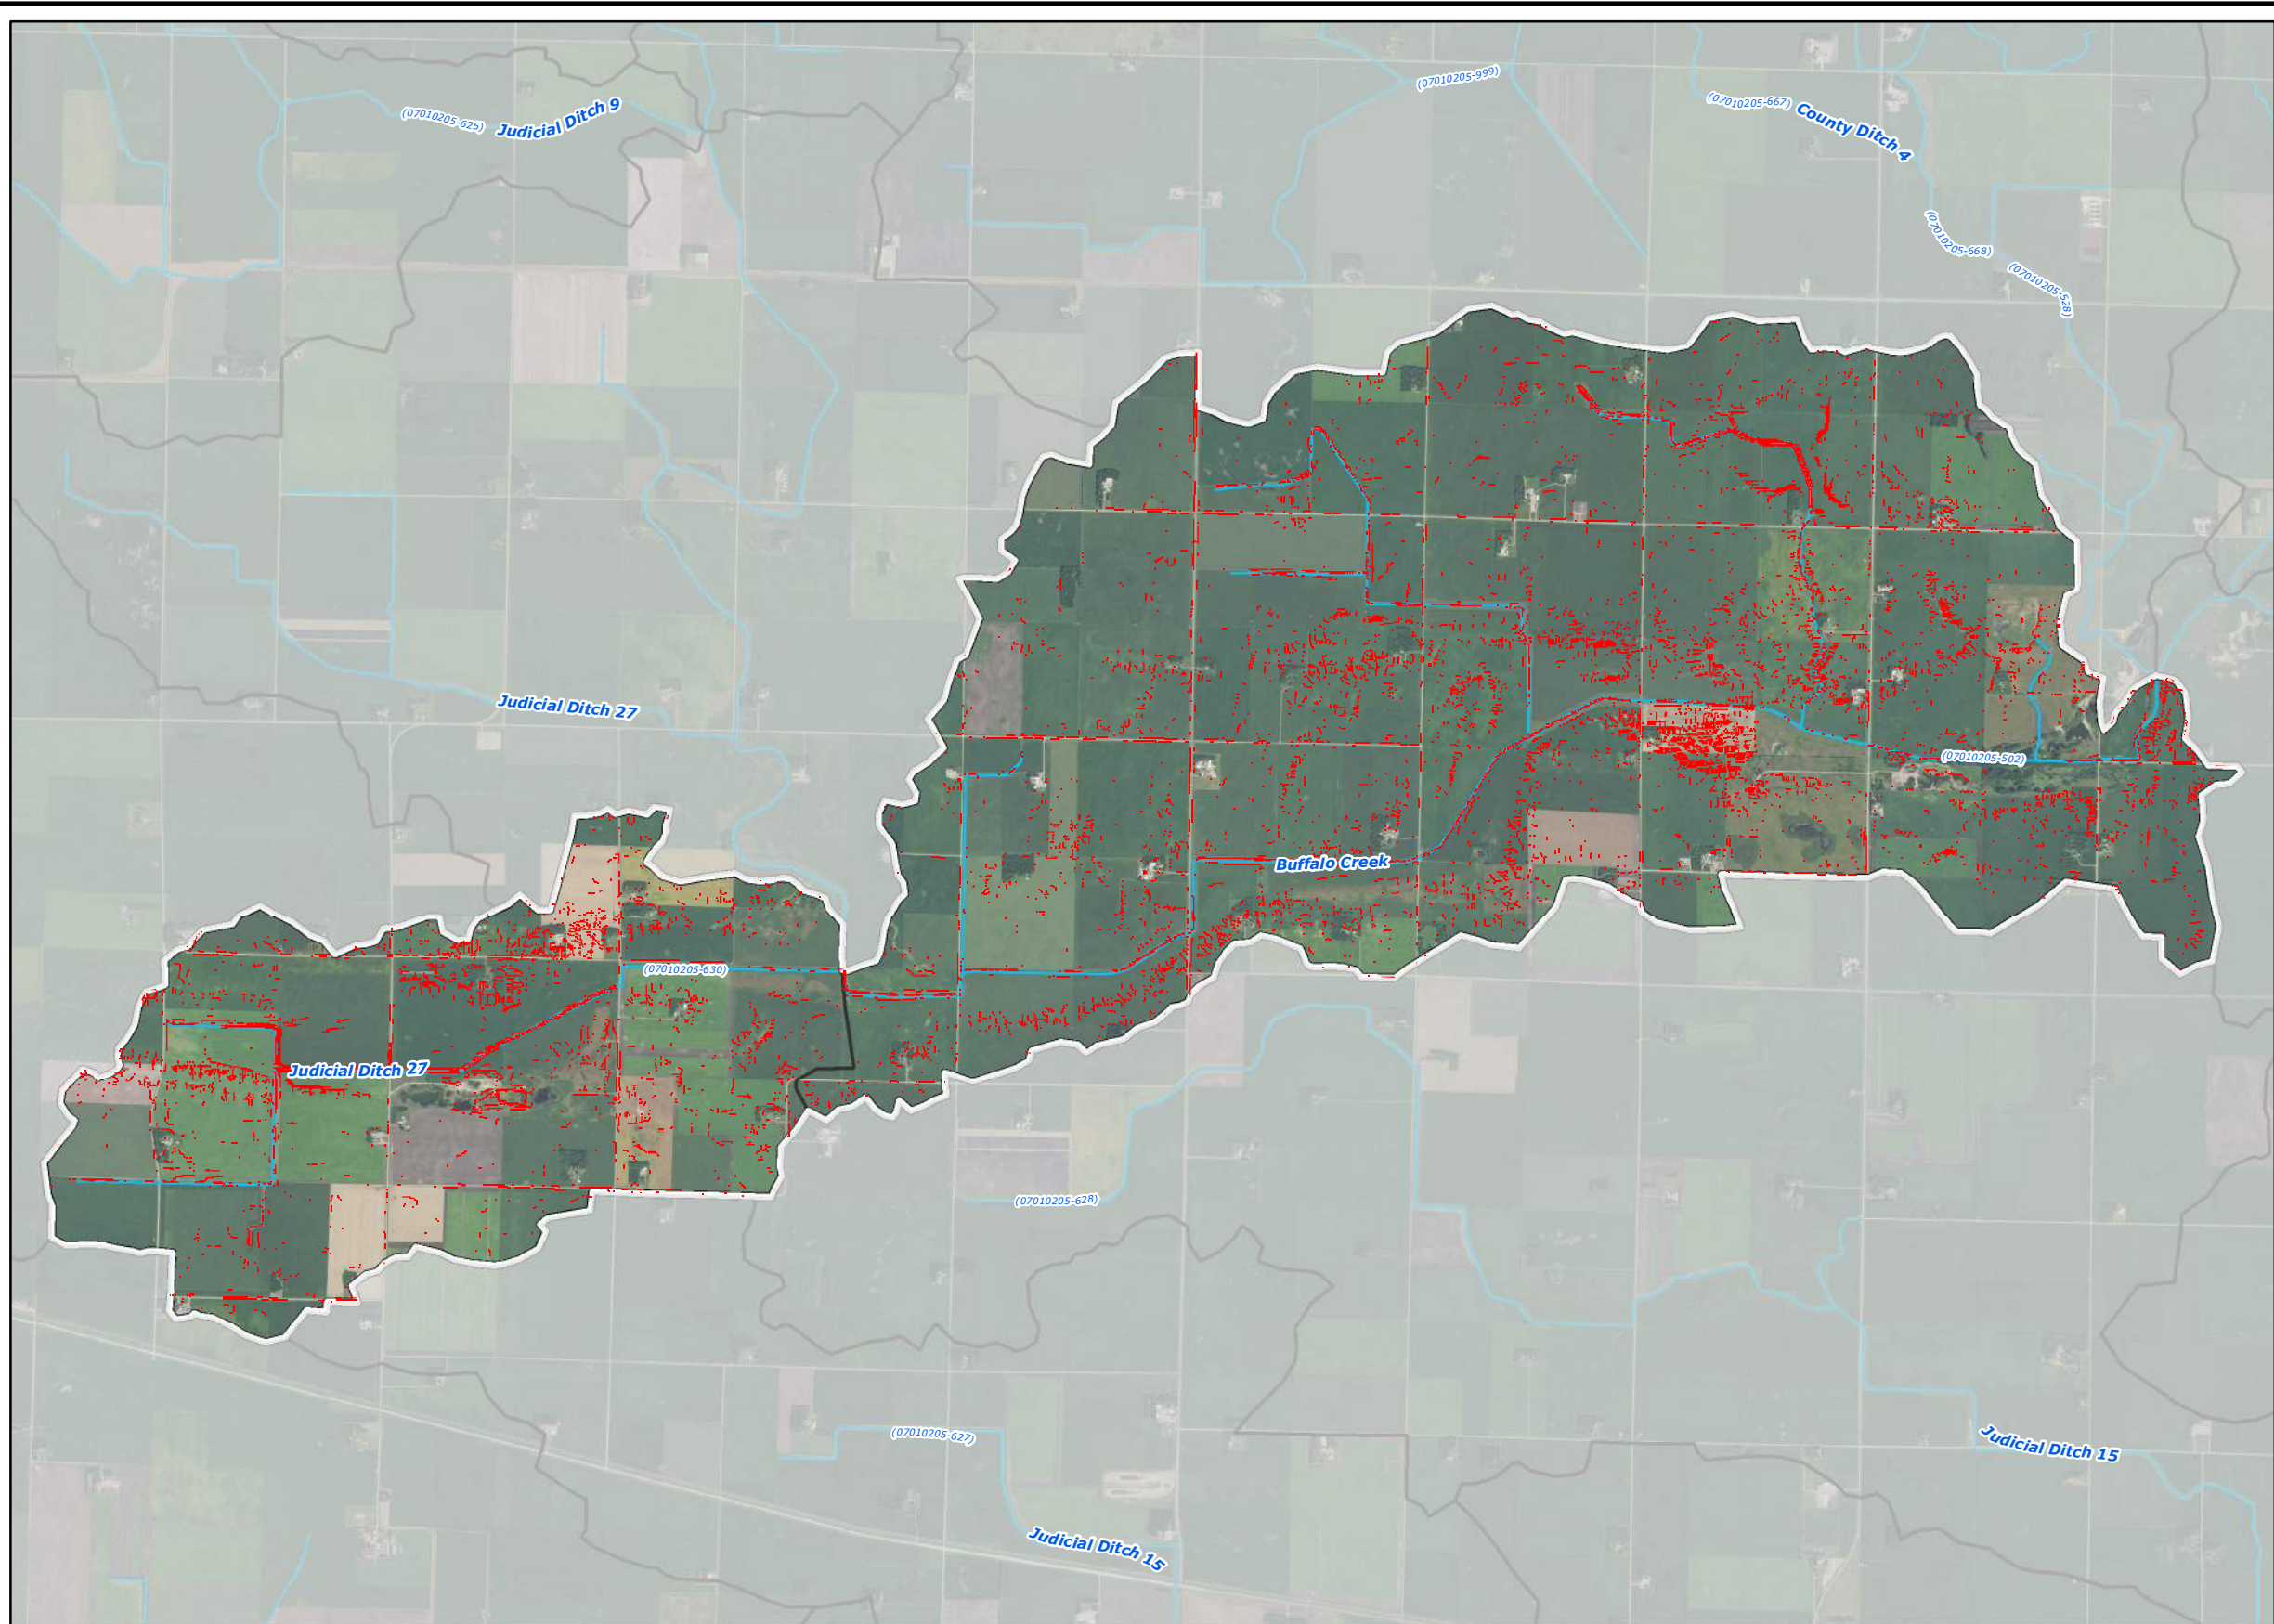 (07010205-999)
(07010205-667) County Ditch 4
(07010205-625) Judicial Ditch 9
(07010205-668)
(07010205-528)
Judicial Ditch 27
(07010205-502)
Buffalo Creek
(07010205-630)
Judicial Ditch 27
(07010205-628)
(07010205-627)
Judicial Ditch 15
Judicial Ditch 15